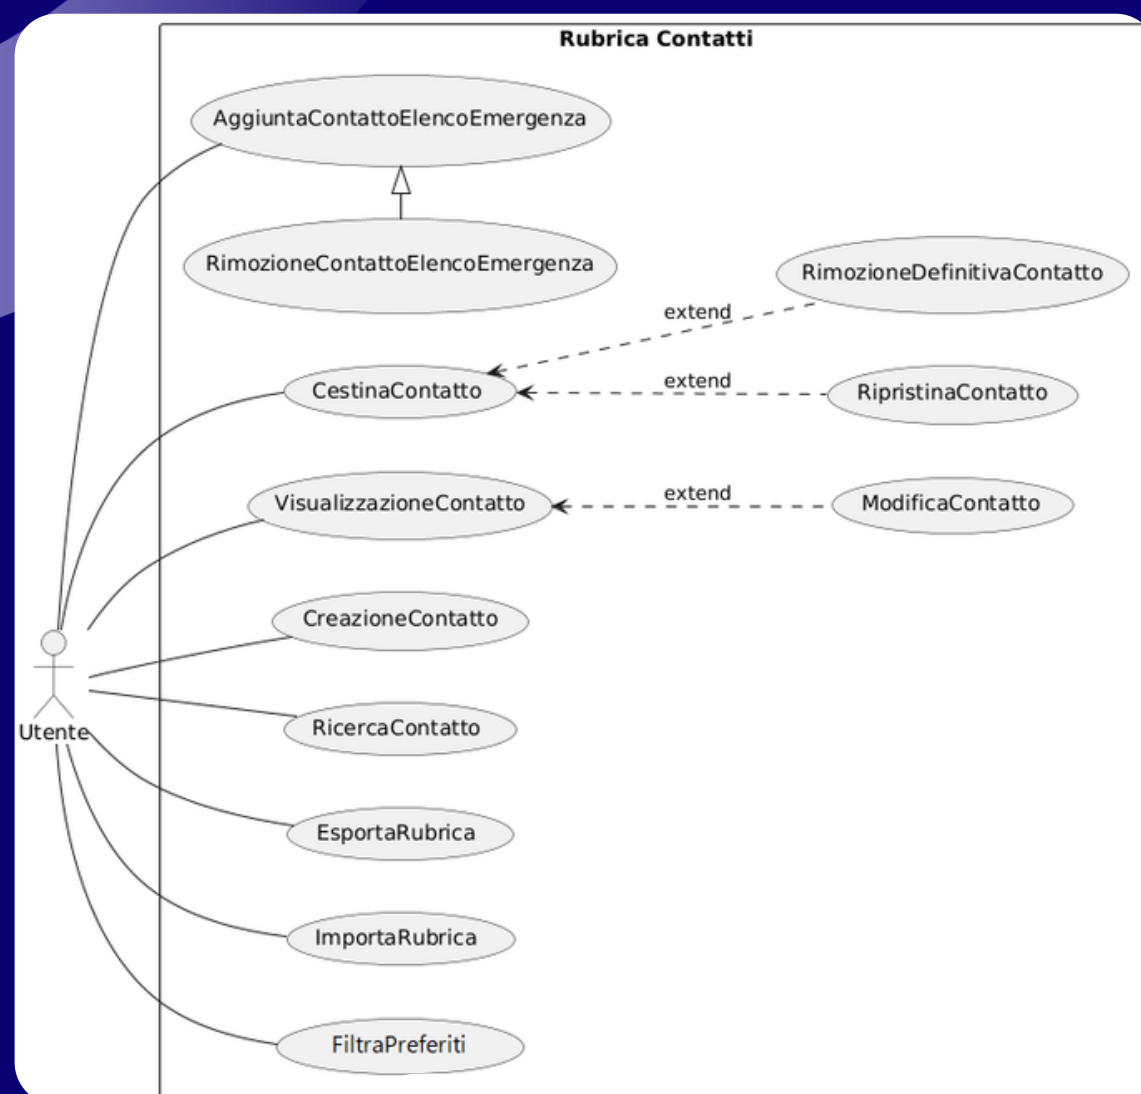 Rubrica Contatti
AggiuntaContattoElencoEmergenza
RimozioneContattoElencoEmergenza
RimozioneDefinitivaContatto
extend
CestinaContatto
extend
RipristinaContatto
VisualizzazioneContatto
extend
ModificaContatto
CreazioneContatto
RicercaContatto
Utente
EsportaRubrica
ImportaRubrica
FiltraPreferiti